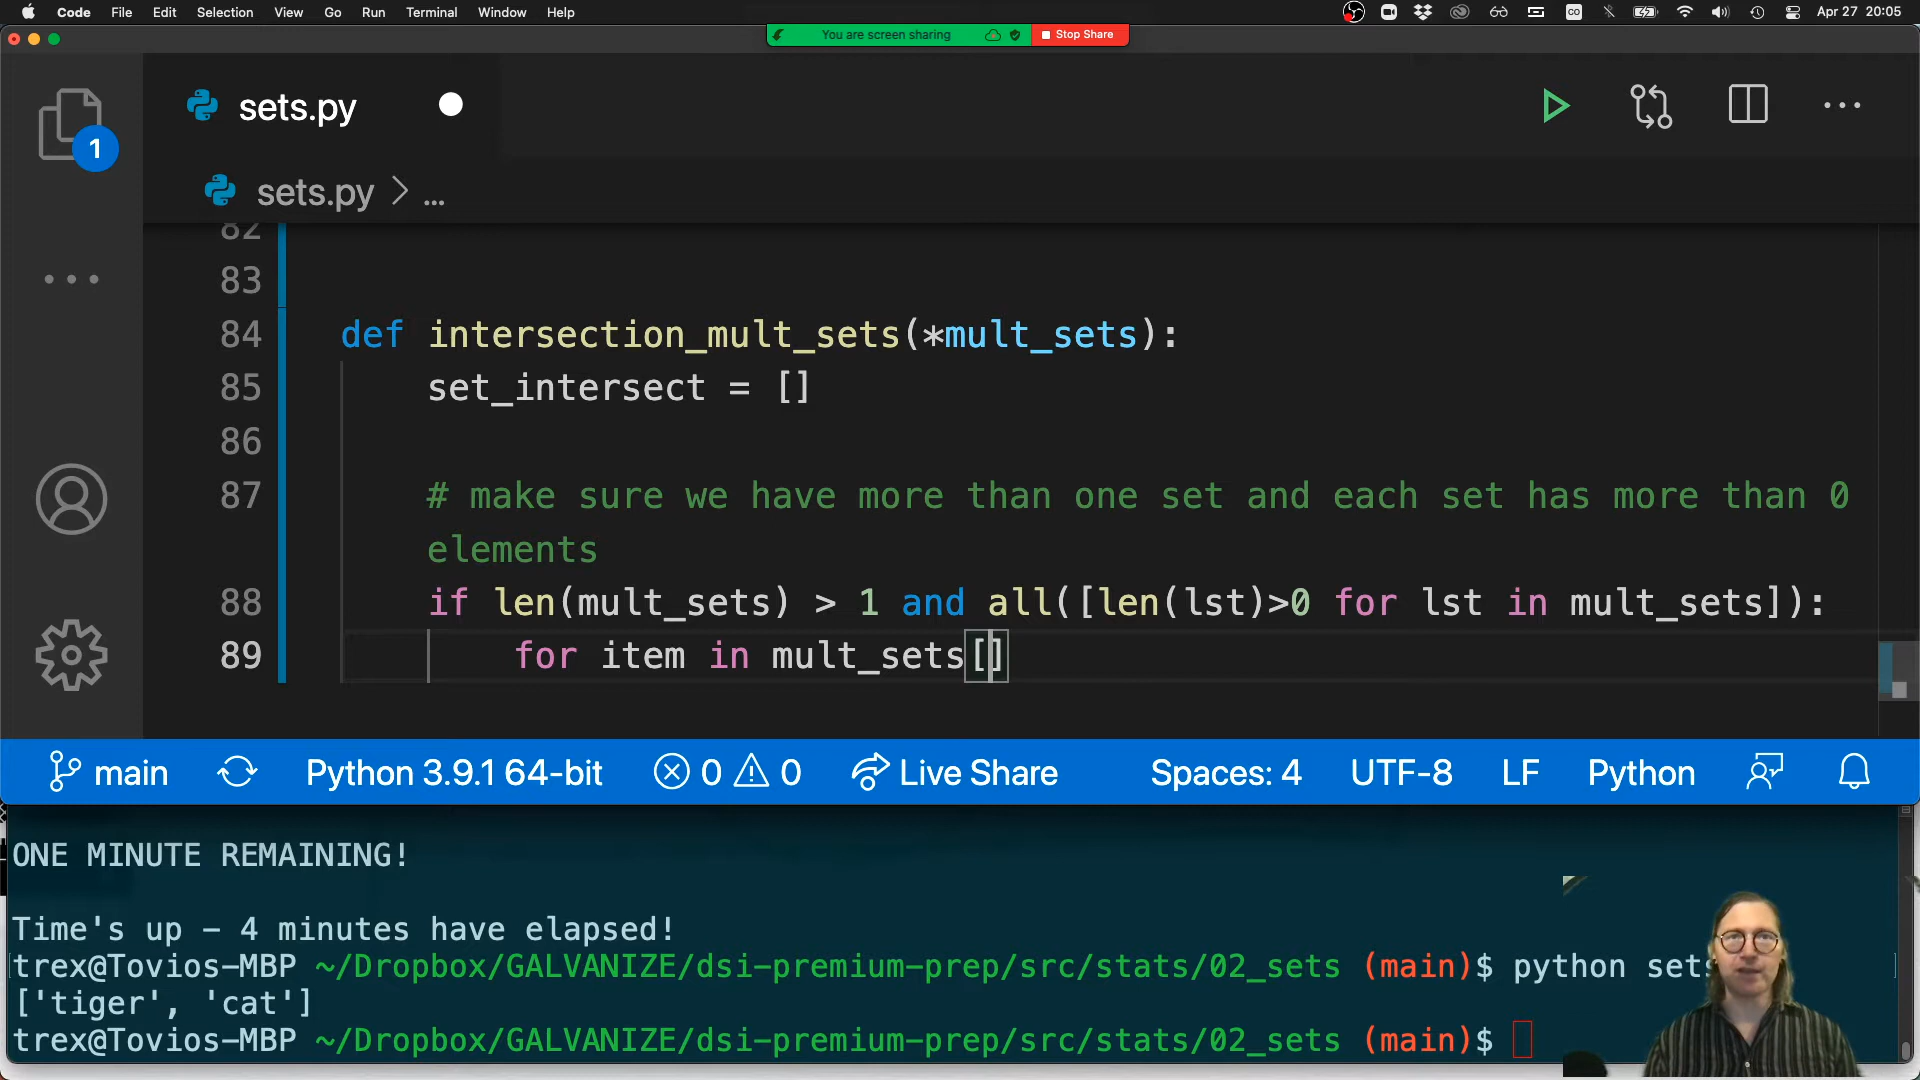 Code File Edit Selection View Go Run Terminal Window Help Apr 27 20:05
You are screen sharing Stop Share
sets.py
1
sets.py > ...
82
83
84 def intersection_mult_sets(*mult_sets):
85 set_intersect = []
86
87 # make sure we have more than one set and each set has more than 0
elements
88 if len(mult_sets) > 1 and all([len(lst)>0 for lst in mult_sets]):
89 for item in mult_sets[]
main Python 3.9.1 64-bit 0 0 Live Share Spaces: 4 UTF-8 LF Python
ONE MINUTE REMAINING!
Time's up - 4 minutes have elapsed!
trex@Tovios-MBP ~/Dropbox/GALVANIZE/dsi-premium-prep/src/stats/02_sets (main)$ python sets
['tiger', 'cat']
trex@Tovios-MBP ~/Dropbox/GALVANIZE/dsi-premium-prep/src/stats/02_sets (main)$